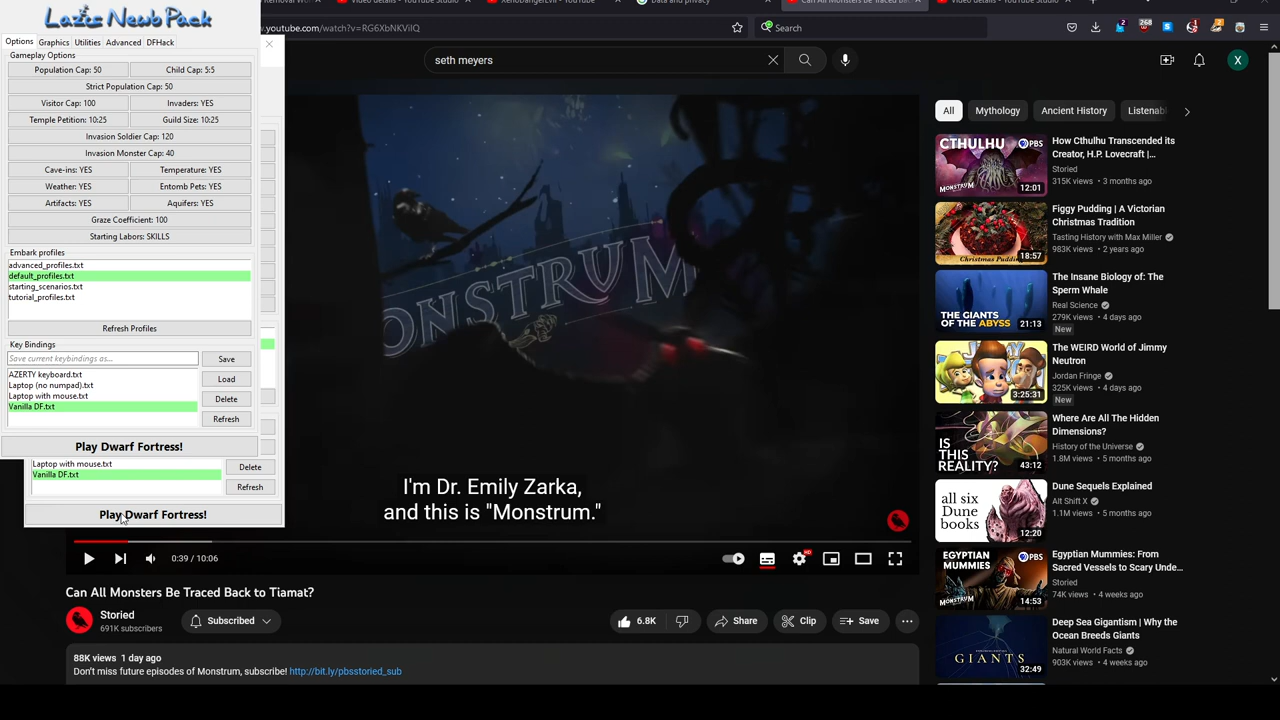 Lazy Newb Pack
Options Graphics Utilities Advanced DFHack
Gameplay Options
Population Cap: 50 Child Cap: 5:5
Strict Population Cap: 50
Visitor Cap: 100 Invaders: YES
Temple Petition: 10:25 Guild Size: 10:25
Invasion Soldier Cap: 120
Invasion Monster Cap: 40
Cave-ins: YES Temperature: YES
Weather: YES Entomb Pets: YES
Artifacts: YES Aquifers: YES
Graze Coefficient: 100
Starting Labors: SKILLS
Embark profiles
advanced_profiles.txt
default_profiles.txt
starting_scenarios.txt
tutorial_profiles.txt
Refresh Profiles
Key Bindings
Save current keybindings as... Save
AZERTY keyboard.txt
Laptop (no numpad).txt
Laptop with mouse.txt
Vanilla DF.txt
Load
Delete
Refresh
Play Dwarf Fortress!
Laptop with mouse.txt Delete
Vanilla DF.txt
Refresh
Play Dwarf Fortress!
.youtube.com/watch?v=RG6XbNKVilQ
Search
2
268
seth meyers
X
MONSTRUM
I'm Dr. Emily Zarka,
and this is "Monstrum."
0:39 / 10:06
HD
Can All Monsters Be Traced Back to Tiamat?
Storied
691K subscribers
Subscribed
6.8K Share Clip Save
88K views 1 day ago
Don't miss future episodes of Monstrum, subscribe! http://bit.ly/pbsstoried_sub
All Mythology Ancient History Listenabl
CTHULHU
PBS
MONSTRUM
12:01
How Cthulhu Transcended its
Creator, H.P. Lovecraft |...
Storied
315K views • 3 months ago
Christmas Pudding
18:57
Figgy Pudding | A Victorian
Christmas Tradition
Tasting History with Max Miller
983K views • 2 years ago
THE GIANTS
OF THE ABYSS
21:13
The Insane Biology of: The
Sperm Whale
Real Science
279K views • 4 days ago
New
3:25:31
The WEIRD World of Jimmy
Neutron
Jordan Fringe
325K views • 4 days ago
New
IS
THIS
REALITY?
43:12
Where Are All The Hidden
Dimensions?
History of the Universe
1.8M views • 5 months ago
all six
Dune
books
12:20
Dune Sequels Explained
Alt Shift X
1.1M views • 5 months ago
EGYPTIAN
MUMMIES
PBS
MONSTRUM
14:53
Egyptian Mummies: From
Sacred Vessels to Scary Unde...
Storied
74K views • 4 weeks ago
GIANTS
32:49
Deep Sea Gigantism | Why the
Ocean Breeds Giants
Natural World Facts
903K views • 4 weeks ago